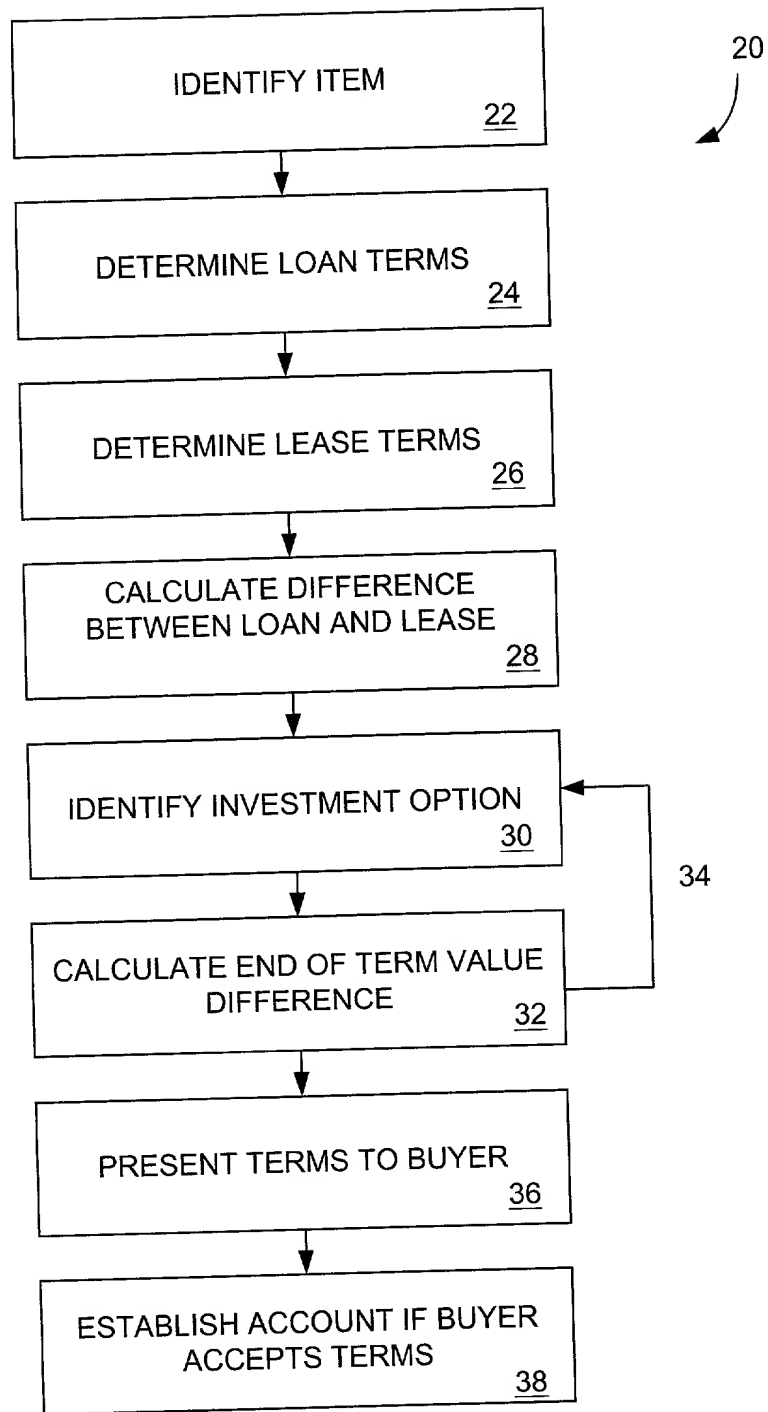 20
IDENTIFY ITEM
22
DETERMINE LOAN TERMS
24
DETERMINE LEASE TERMS
26
CALCULATE DIFFERENCE
BETWEEN LOAN AND LEASE
28
IDENTIFY INVESTMENT OPTION
30
34
CALCULATE END OF TERM VALUE
DIFFERENCE
32
PRESENT TERMS TO BUYER
36
ESTABLISH ACCOUNT IF BUYER
ACCEPTS TERMS
38